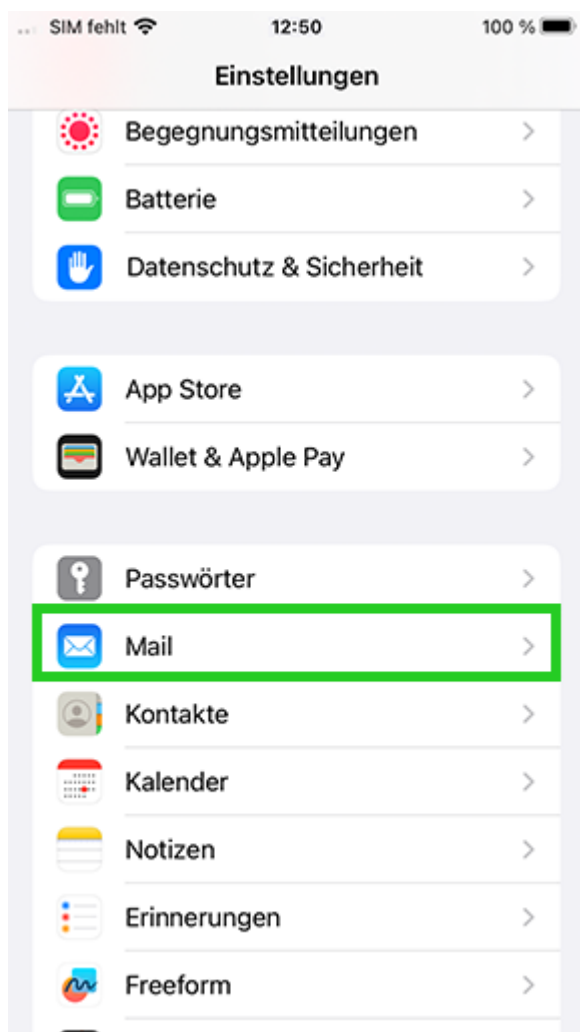 SIM fehlt 12:50 100 %
Einstellungen
Begegnungsmitteilungen
Batterie
Datenschutz & Sicherheit
App Store
Wallet & Apple Pay
Passwörter
Mail
Kontakte
Kalender
Notizen
Erinnerungen
Freeform